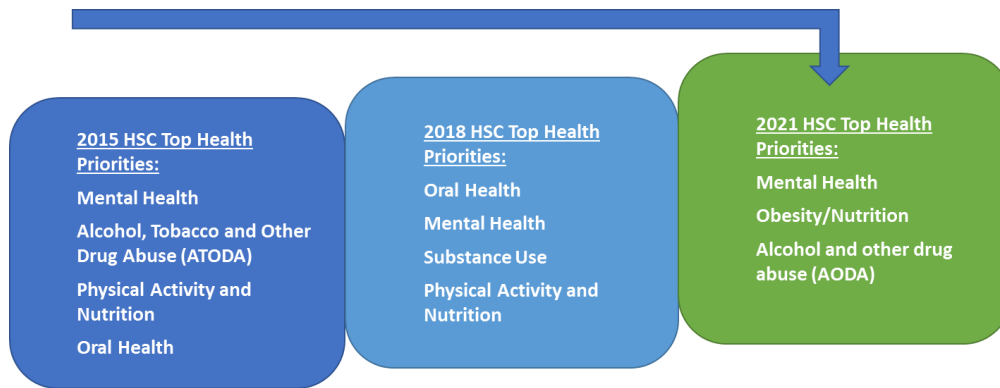 2015 HSC Top Health
Priorities:
Mental Health
Alcohol, Tobacco and Other
Drug Abuse (ATODA)
Physical Activity and
Nutrition
Oral Health
2018 HSC Top Health
Priorities:
Oral Health
Mental Health
Substance Use
Physical Activity and
Nutrition
2021 HSC Top Health
Priorities:
Mental Health
Obesity/Nutrition
Alcohol and other drug
abuse (AODA)